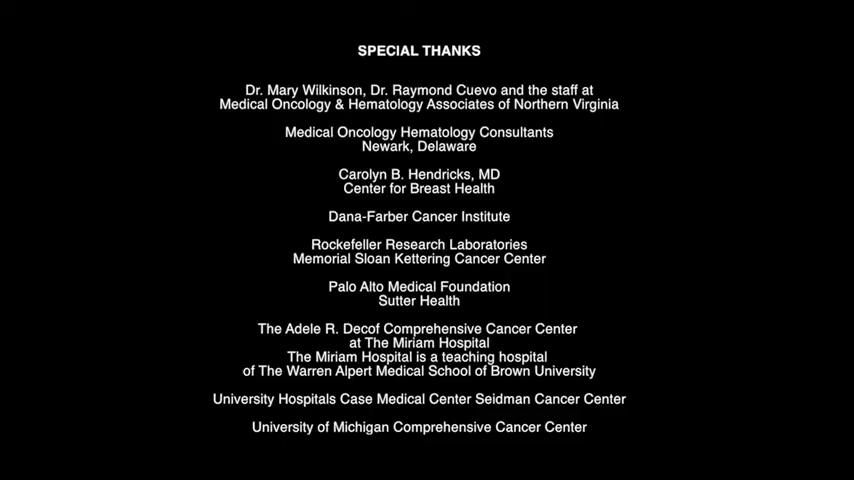 SPECIAL THANKS
Dr. Mary Wilkinson, Dr. Raymond Cuevo and the staff at
Medical Oncology & Hematology Associates of Northern Virginia
Medical Oncology Hematology Consultants
Newark, Delaware
Carolyn B. Hendricks, MD
Center for Breast Health
Dana-Farber Cancer Institute
Rockefeller Research Laboratories
Memorial Sloan Kettering Cancer Center
Palo Alto Medical Foundation
Sutter Health
The Adele R. Decof Comprehensive Cancer Center
at The Miriam Hospital
The Miriam Hospital is a teaching hospital
of The Warren Alpert Medical School of Brown University
University Hospitals Case Medical Center Seidman Cancer Center
University of Michigan Comprehensive Cancer Center